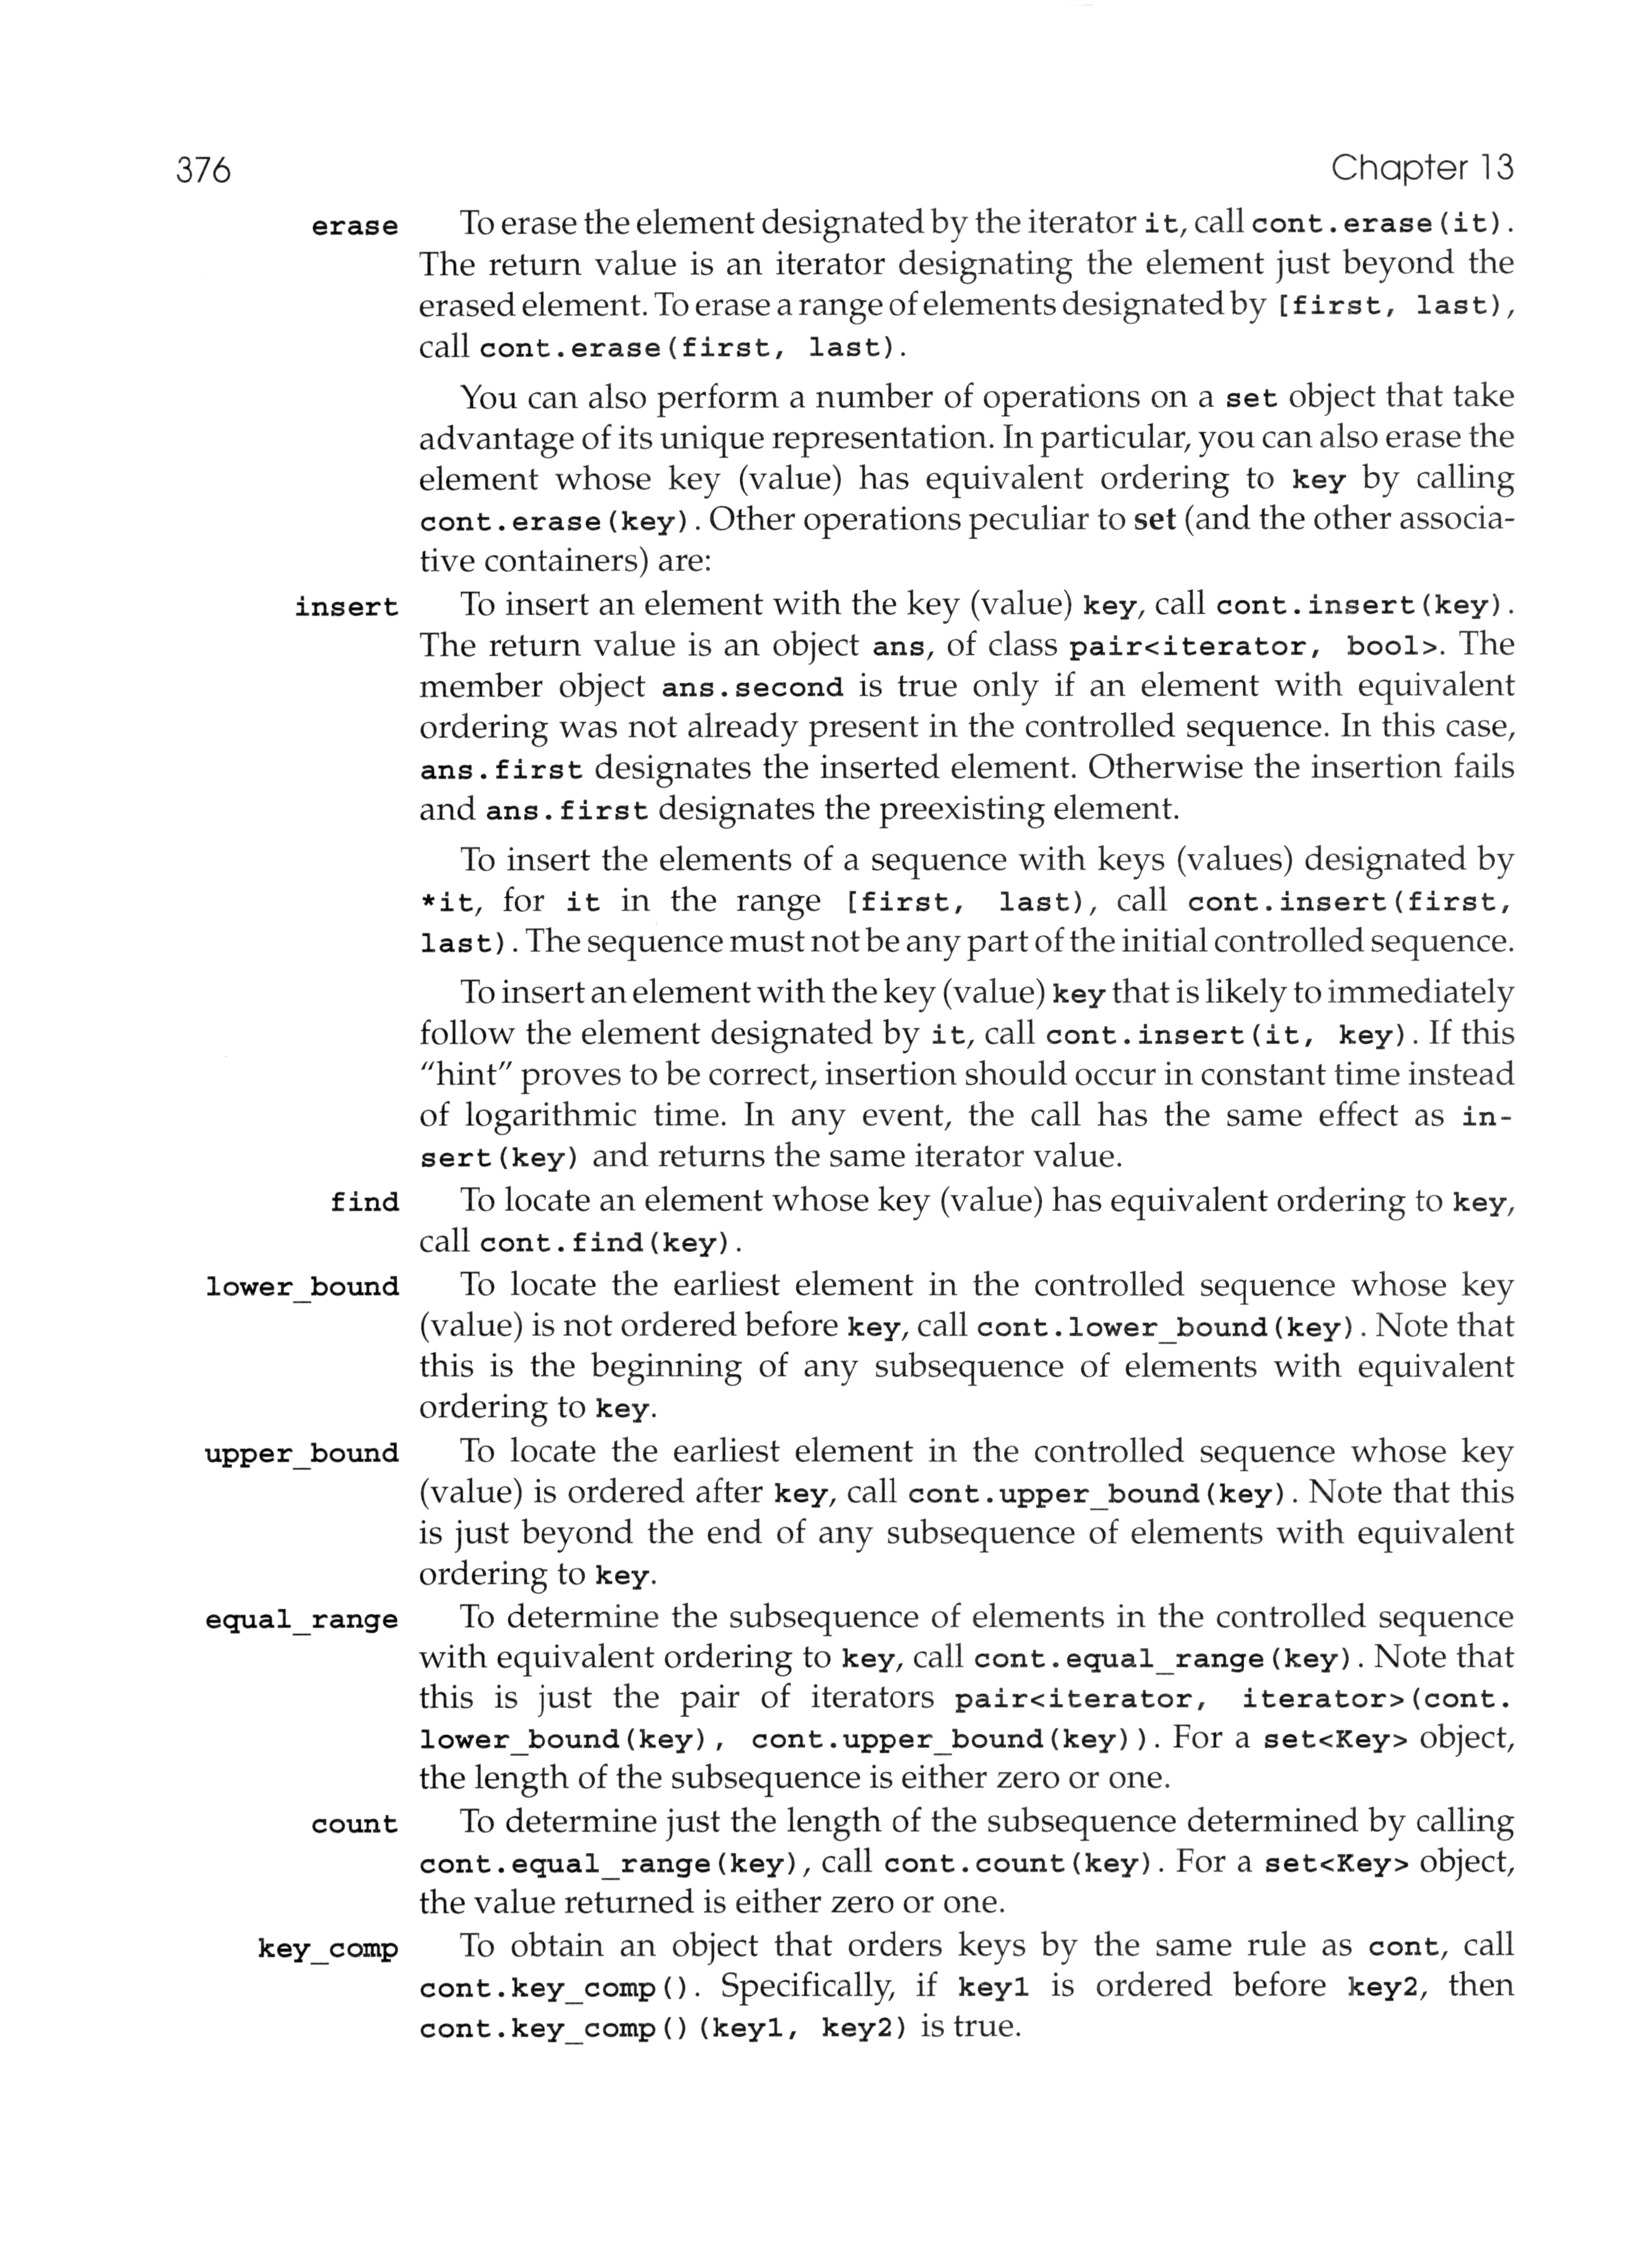 376 Chapter 13
erase To erase the element designated by the iterator it, call cont.erase(it).
The return value is an iterator designating the element just beyond the
erased element. To erase a range of elements designated by [first, last),
call cont.erase(first, last).
You can also perform a number of operations on a set object that take
advantage of its unique representation. In particular, you can also erase the
element whose key (value) has equivalent ordering to key by calling
cont.erase(key). Other operations peculiar to set (and the other associa-
tive containers) are:
insert To insert an element with the key (value) key, call cont.insert(key).
The return value is an object ans, of class pair<iterator, bool>. The
member object ans.second is true only if an element with equivalent
ordering was not already present in the controlled sequence. In this case,
ans.first designates the inserted element. Otherwise the insertion fails
and ans.first designates the preexisting element.
To insert the elements of a sequence with keys (values) designated by
*it, for it in the range [first, last), call cont.insert(first,
last). The sequence must not be any part of the initial controlled sequence.
To insert an element with the key (value) key that is likely to immediately
follow the element designated by it, call cont.insert(it, key). If this
"hint" proves to be correct, insertion should occur in constant time instead
of logarithmic time. In any event, the call has the same effect as in-
sert(key) and returns the same iterator value.
find To locate an element whose key (value) has equivalent ordering to key,
call cont.find(key).
lower_bound To locate the earliest element in the controlled sequence whose key
(value) is not ordered before key, call cont.lower_bound(key). Note that
this is the beginning of any subsequence of elements with equivalent
ordering to key.
upper_bound To locate the earliest element in the controlled sequence whose key
(value) is ordered after key, call cont.upper_bound(key). Note that this
is just beyond the end of any subsequence of elements with equivalent
ordering to key.
equal_range To determine the subsequence of elements in the controlled sequence
with equivalent ordering to key, call cont.equal_range(key). Note that
this is just the pair of iterators pair<iterator, iterator>(cont.
lower_bound(key), cont.upper_bound(key)). For a set<Key> object,
the length of the subsequence is either zero or one.
count To determine just the length of the subsequence determined by calling
cont.equal_range(key), call cont.count(key). For a set<Key> object,
the value returned is either zero or one.
key_comp To obtain an object that orders keys by the same rule as cont, call
cont.key_comp(). Specifically, if key1 is ordered before key2, then
cont.key_comp()(key1, key2) is true.